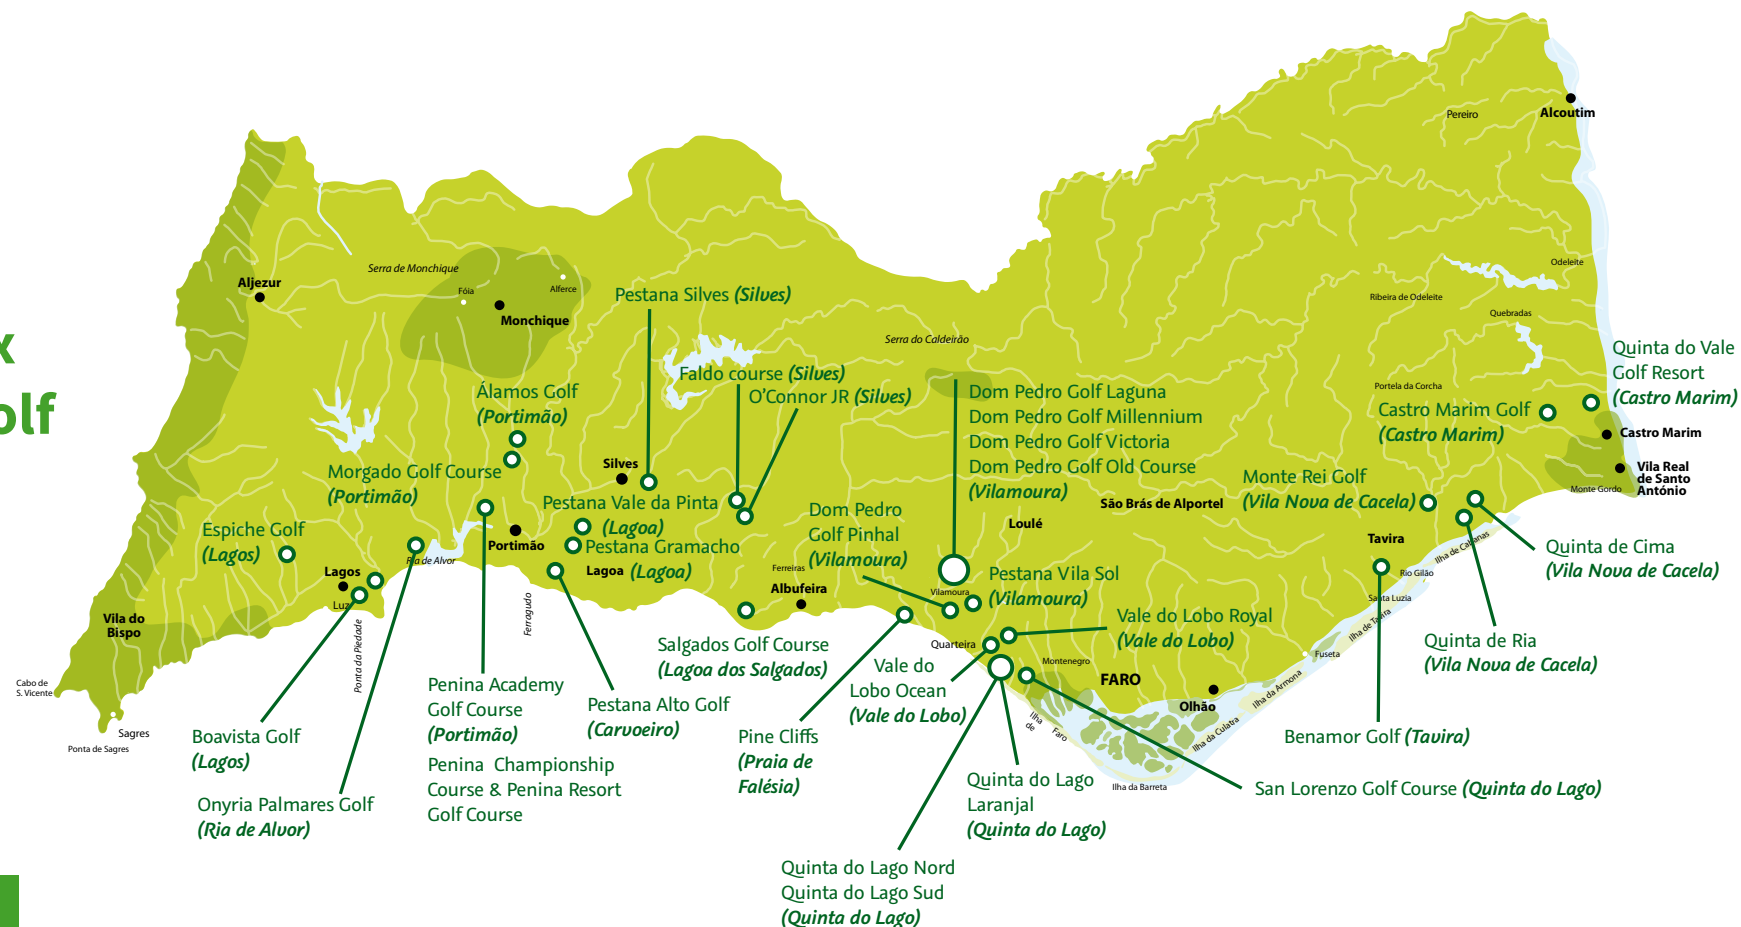 x
olf
Pereiro
Alcoutim
Odeleite
Serra de Monchique
Aljezur
Fóia
Alferce
Monchique
Pestana Silves (Silves)
Ribeira de Odeleite
Quebradas
Serra do Caldeirão
Quinta do Vale
Golf Resort
(Castro Marim)
Faldo course (Silves)
O'Connor JR (Silves)
Álamos Golf
(Portimão)
Dom Pedro Golf Laguna
Dom Pedro Golf Millennium
Dom Pedro Golf Victoria
Dom Pedro Golf Old Course
(Vilamoura)
Portela da Corcha
Castro Marim Golf
(Castro Marim)
Castro Marim
Vila Real
de Santo
António
Monte Gordo
Silves
Morgado Golf Course
(Portimão)
Monte Rei Golf
(Vila Nova de Cacela)
São Brás de Alportel
Loulé
Pestana Vale da Pinta
(Lagoa)
Dom Pedro
Golf Pinhal
(Vilamoura)
Espiche Golf
(Lagos)
Portimão
Pestana Gramacho
(Lagoa)
Lagoa
Tavira
Quinta de Cima
(Vila Nova de Cacela)
Ilha de Cabanas
Ria de Alvor
Lagos
Luz
Ferreiras
Albufeira
Vilamoura
Pestana Vila Sol
(Vilamoura)
Rio Gilão
Santa Luzia
Ilha de Tavira
Vila do
Bispo
Ferragudo
Ponta da Piedade
Vale do Lobo Royal
(Vale do Lobo)
Quarteira
Salgados Golf Course
(Lagoa dos Salgados)
Quinta de Ria
(Vila Nova de Cacela)
Fuseta
Montenegro
FARO
Vale do
Lobo Ocean
(Vale do Lobo)
Cabo de
S. Vicente
Sagres
Ponta de Sagres
Penina Academy
Golf Course
(Portimão)
Penina Championship
Course & Penina Resort
Golf Course
Pestana Alto Golf
(Carvoeiro)
Olhão
Ilha da Armona
Ilha da Culatra
Ilha
de
Faro
Boavista Golf
(Lagos)
Pine Cliffs
(Praia de
Falésia)
Benamor Golf (Tavira)
Onyria Palmares Golf
(Ria de Alvor)
Quinta do Lago
Laranjal
(Quinta do Lago)
Ilha da Barreta
San Lorenzo Golf Course (Quinta do Lago)
Quinta do Lago Nord
Quinta do Lago Sud
(Quinta do Lago)